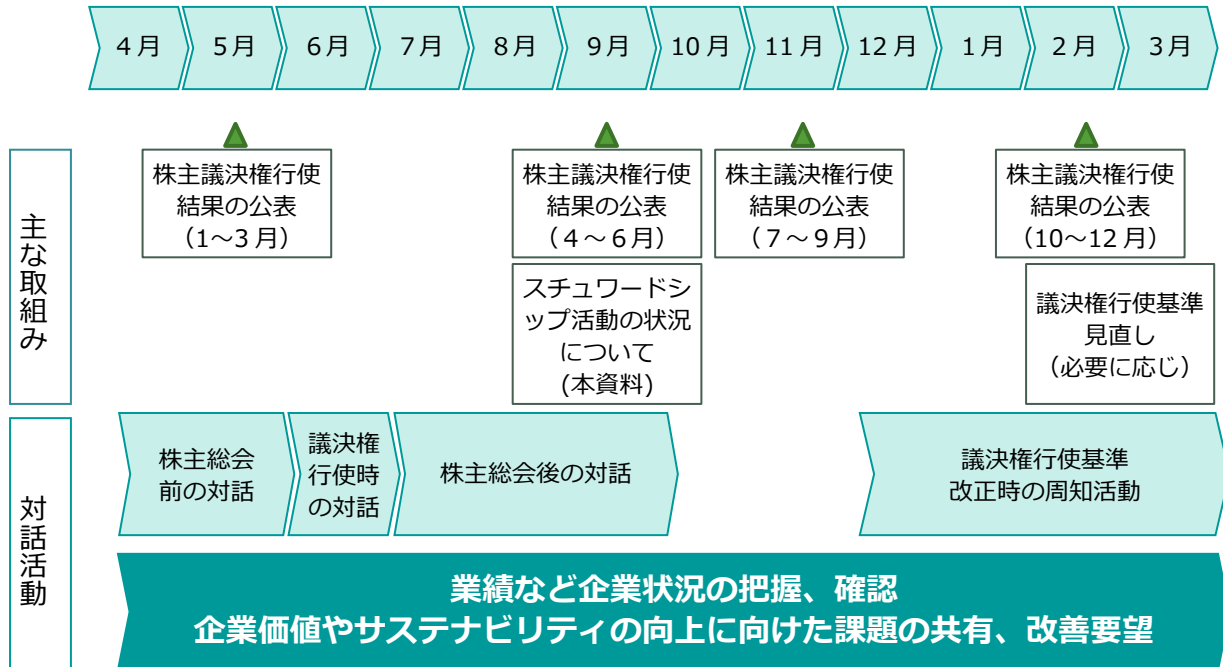 4月
5月
6月
7月
8月
9月
10月
11月
12月
1月
2月
3月
主な取組み
株主議決権行使
結果の公表
（1～3月）
株主議決権行使
結果の公表
（４～６月）
株主議決権行使
結果の公表
（７～９月）
株主議決権行使
結果の公表
（10～12月）
スチュワードシ
ップ活動の状況
について
(本資料)
議決権行使基準
見直し
（必要に応じ）
対話活動
株主総会
前の対話
議決権
行使時
の対話
株主総会後の対話
議決権行使基準
改正時の周知活動
業績など企業状況の把握、確認
企業価値やサステナビリティの向上に向けた課題の共有、改善要望